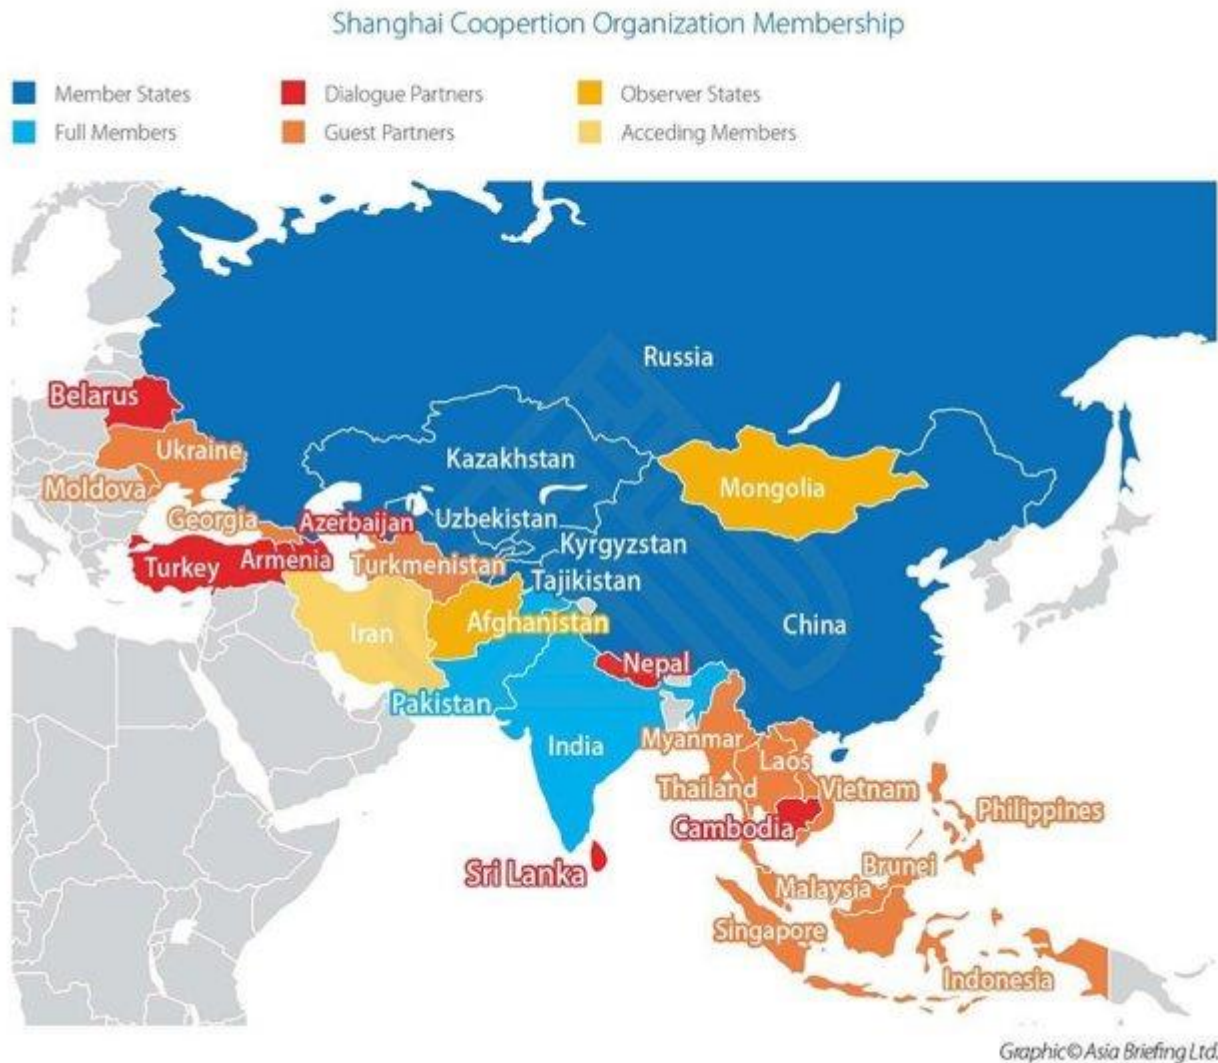 Shanghai Coopertion Organization Membership
Member States
Dialogue Partners
Observer States
Full Members
Guest Partners
Acceding Members
Russia
Belarus
Ukraine
Kazakhstan
Moldova
Mongolia
Georgia
Azerbaijan
Uzbekistan
Kyrgyzstan
Turkey
Armenia
Turkmenistan
Tajikistan
Iran
Afghanistan
China
Nepal
Pakistan
India
Myanmar
Laos
Thailand
Vietnam
Philippines
Cambodia
Sri Lanka
Brunei
Malaysia
Singapore
Indonesia
Graphic© Asia Briefing Ltd